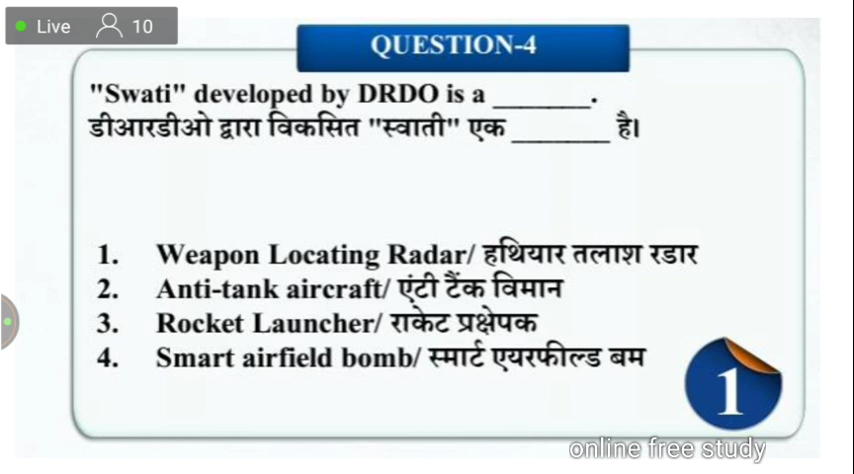 Live 10
QUESTION-4
"Swati" developed by DRDO is a ________.
डीआरडीओ द्वारा विकसित "स्वाती" एक ________ है।
1. Weapon Locating Radar/ हथियार तलाश रडार
2. Anti-tank aircraft/ एंटी टैंक विमान
3. Rocket Launcher/ राकेट प्रक्षेपक
4. Smart airfield bomb/ स्मार्ट एयरफील्ड बम
1
online free study